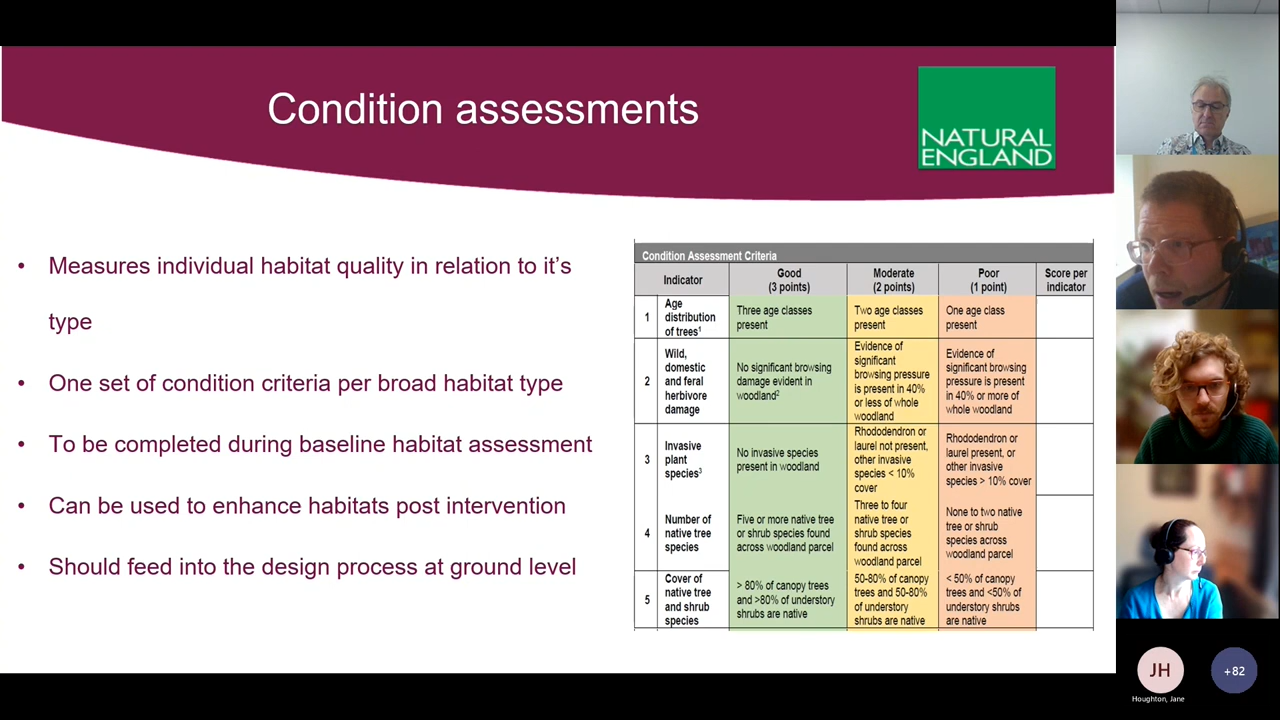 Condition assessments
NATURAL
ENGLAND
• Measures individual habitat quality in relation to it's
type
• One set of condition criteria per broad habitat type
• To be completed during baseline habitat assessment
• Can be used to enhance habitats post intervention
• Should feed into the design process at ground level
Condition Assessment Criteria
Indicator
Good
(3 points)
Moderate
(2 points)
Poor
(1 point)
Score per
indicator
1
Age
distribution
of trees¹
Three age classes
present
Two age classes
present
One age class
present
2
Wild,
domestic
and feral
herbivore
damage
No significant browsing
damage evident in
woodland²
Evidence of
significant
browsing pressure
is present in 40%
or less of whole
woodland
Evidence of
significant browsing
pressure is present
in 40% or more of
whole woodland
3
Invasive
plant
species³
No invasive species
present in woodland
Rhododendron or
laurel not present,
other invasive
species < 10%
cover
Rhododendron or
laurel present, or
other invasive
species > 10% cover
4
Number of
native tree
species
Five or more native tree
or shrub species found
across woodland parcel
Three to four
native tree or
shrub species
found across
woodland parcel
None to two native
tree or shrub
species across
woodland parcel
5
Cover of
native tree
and shrub
species
> 80% of canopy trees
and >80% of understory
shrubs are native
50-80% of canopy
trees and 50-80%
of understory
shrubs are native
< 50% of canopy
trees and <50% of
understory shrubs
are native
JH
Houghton, Jane
+82